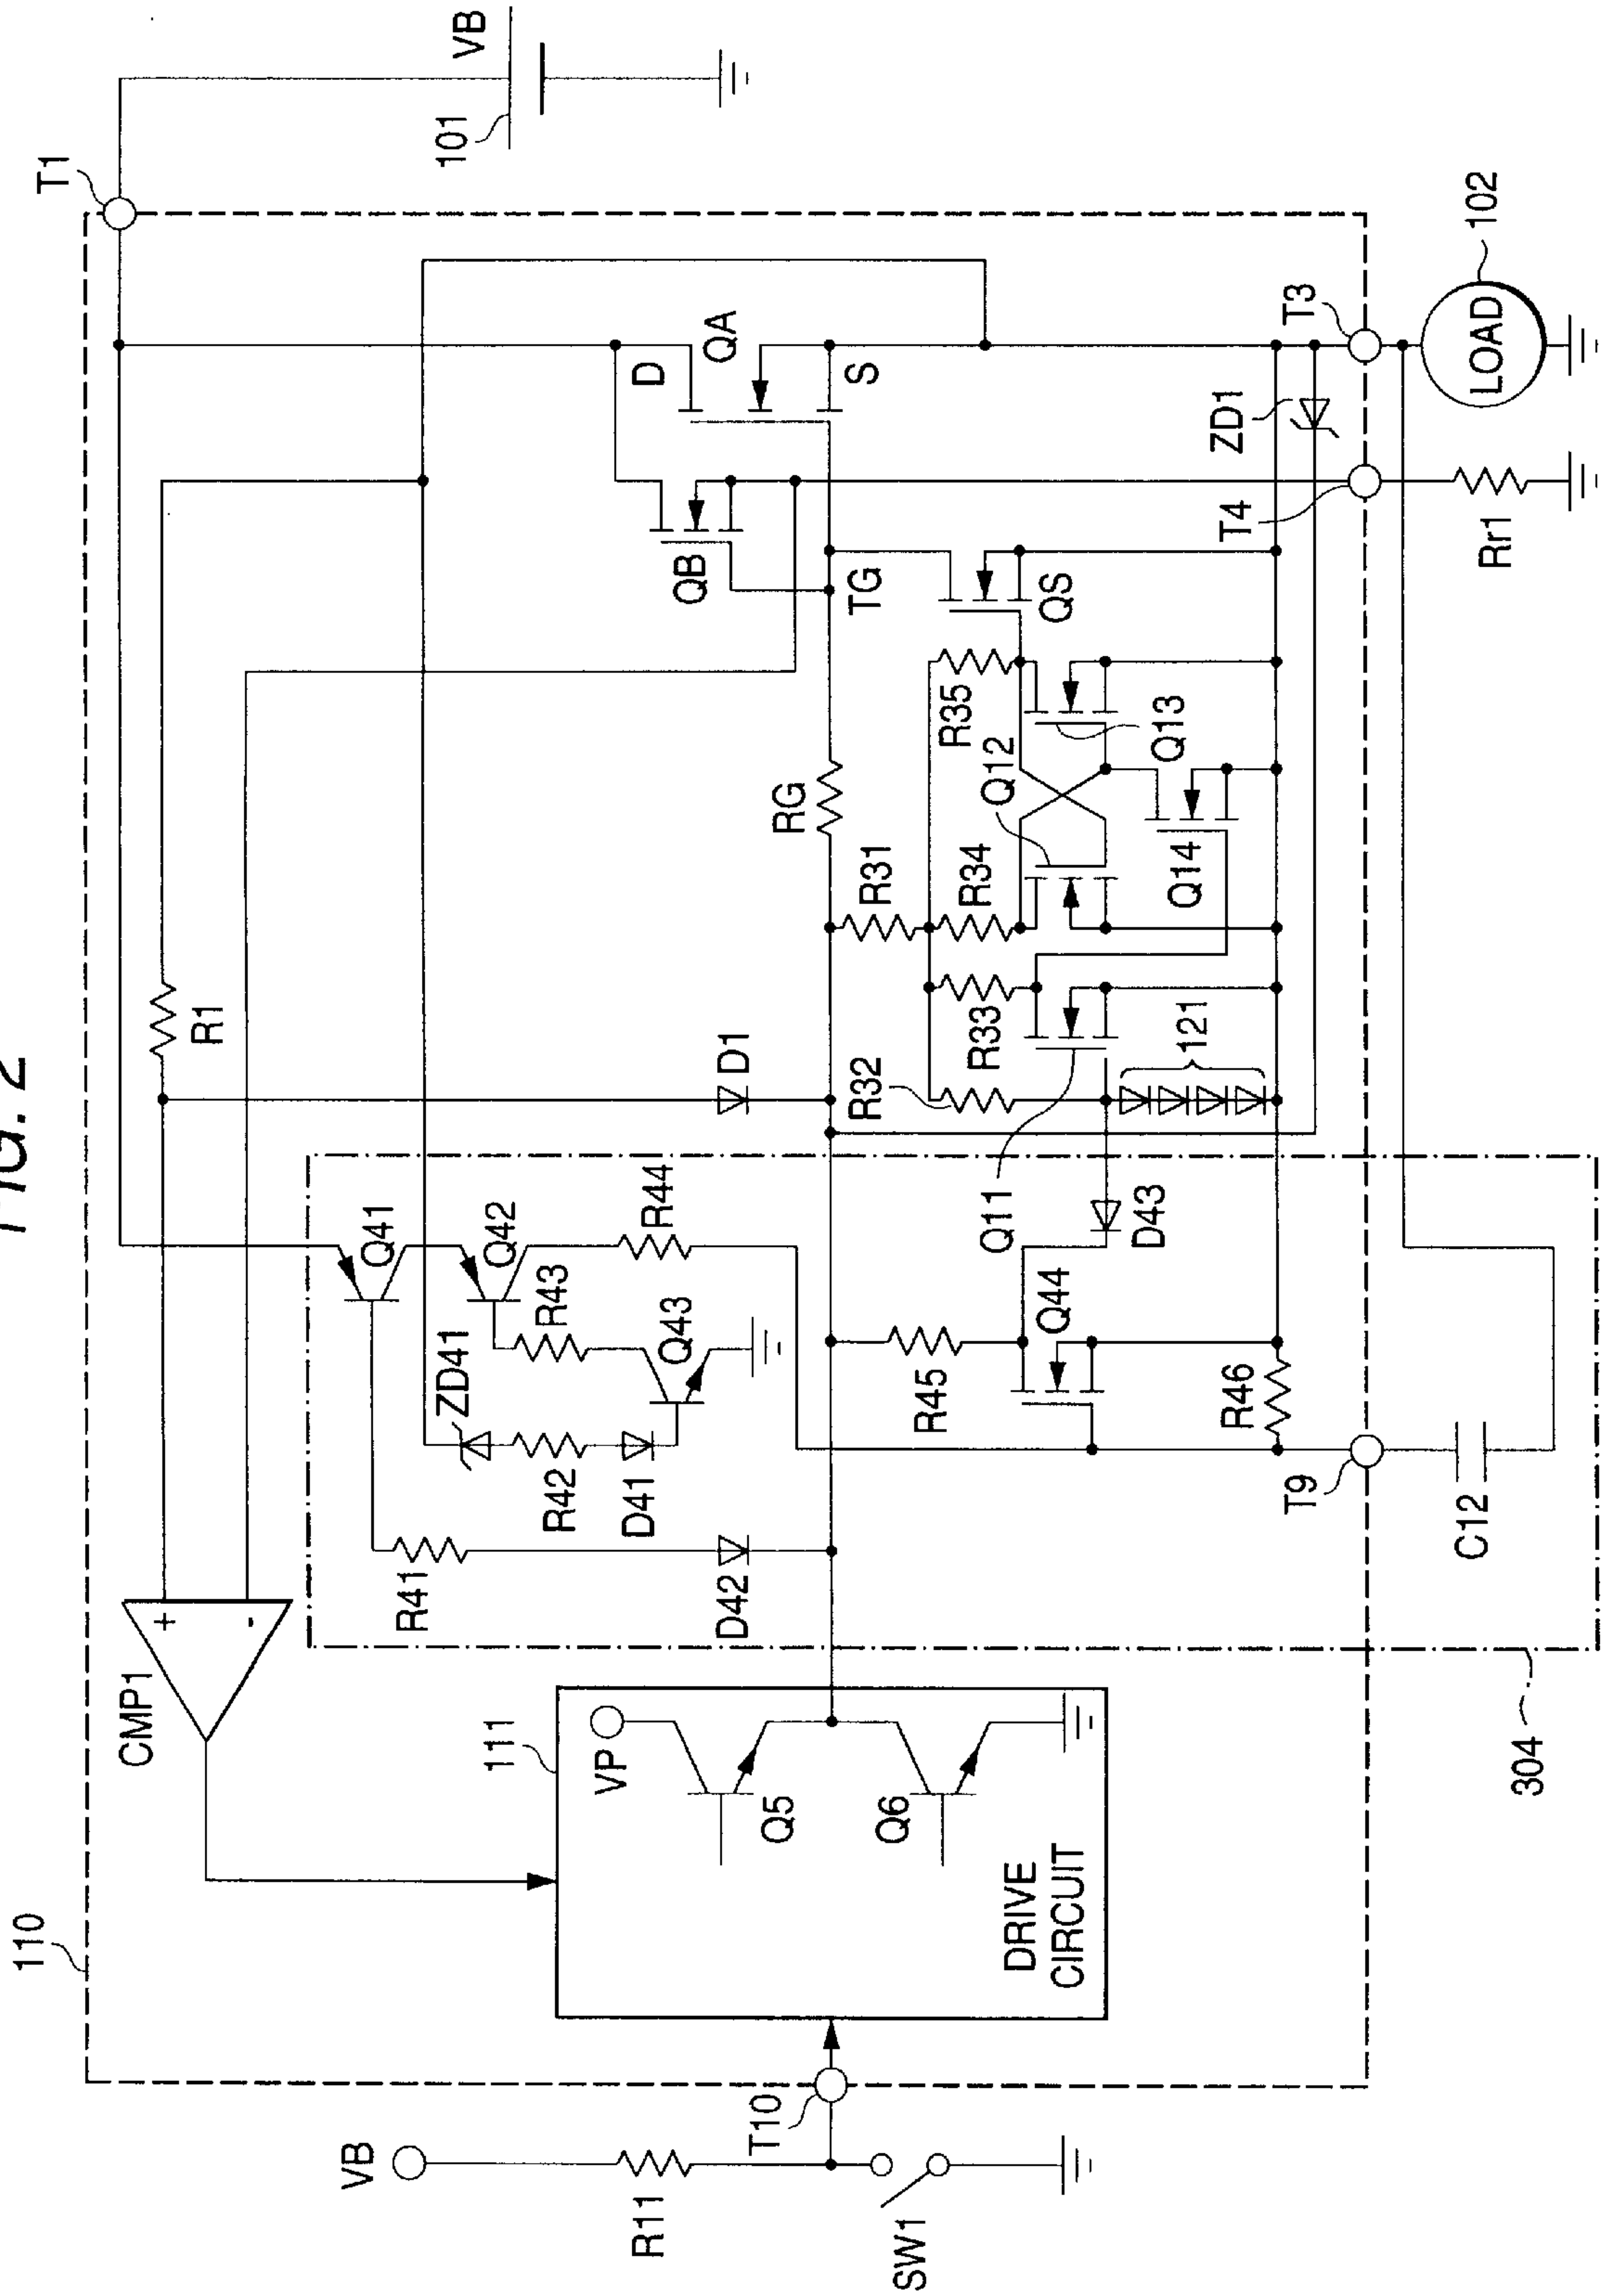 FIG. 2
T1
VB
101
110
CMP1
+
-
R1
D
QA
S
QB
TG
RG
D1
Q41
Q42
R43
R44
ZD41
Q43
R42
D41
R41
D42
111
VP
Q5
Q6
DRIVE
CIRCUIT
VB
R11
T10
SW1
R31
R34
R35
R33
R32
Q12
Q13
QS
Q14
Q11
121
D43
Q44
R45
R46
T9
C12
304
ZD1
T3
T4
Rr1
LOAD
102